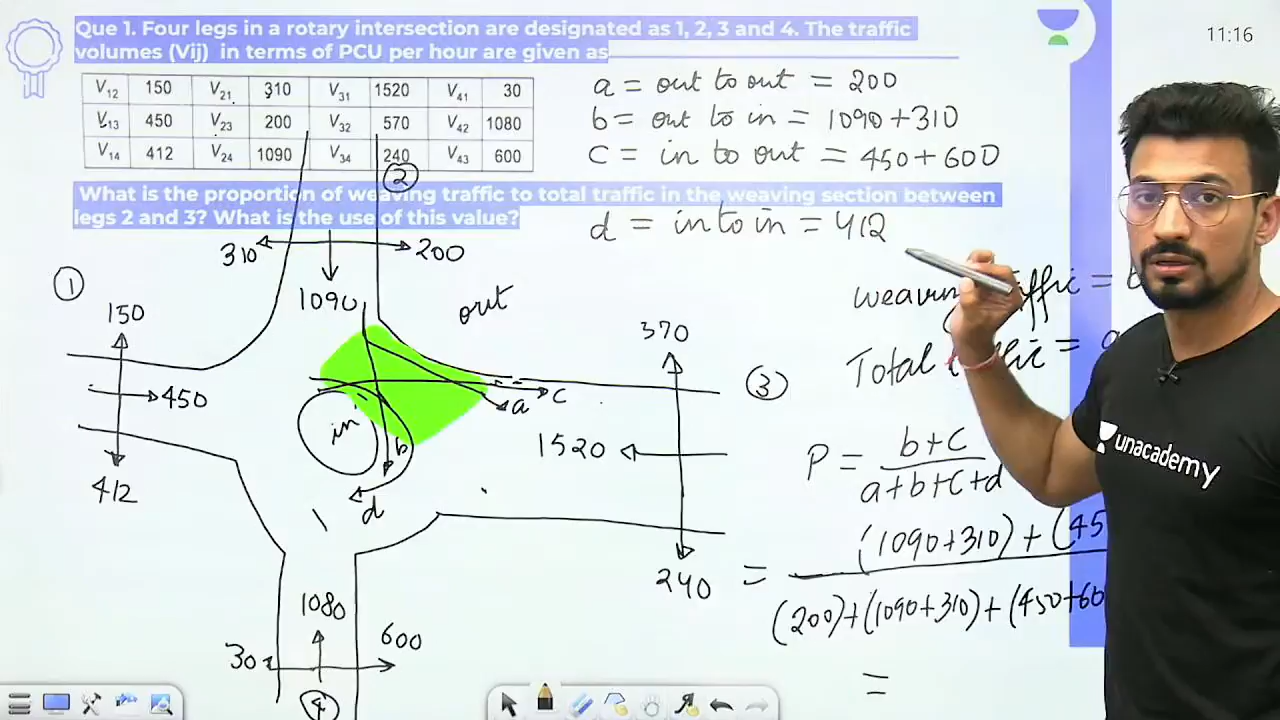 Que 1. Four legs in a rotary intersection are designated as 1, 2, 3 and 4. The traffic
volumes (Vij) in terms of PCU per hour are given as
11:16
V12 150 V21 310 V31 1520 V41 30
V13 450 V23 200 V32 570 V42 1080
V14 412 V24 1090 V34 240 V43 600
a = out to out = 200
b = out to in = 1090+310
C = in to out = 450+600
d = in to in = 412
What is the proportion of weaving traffic to total traffic in the weaving section between
legs 2 and 3? What is the use of this value?
2
310 200
1090
out
1
150
450
412
in
a
c
b
d
370
3
1520
240
1080
30 600
4
weaving traffic =
Total =
P = b+c
a+b+c+d
= (1090+310) + (45
(200)+(1090+310)+(450+60
=
unacademy